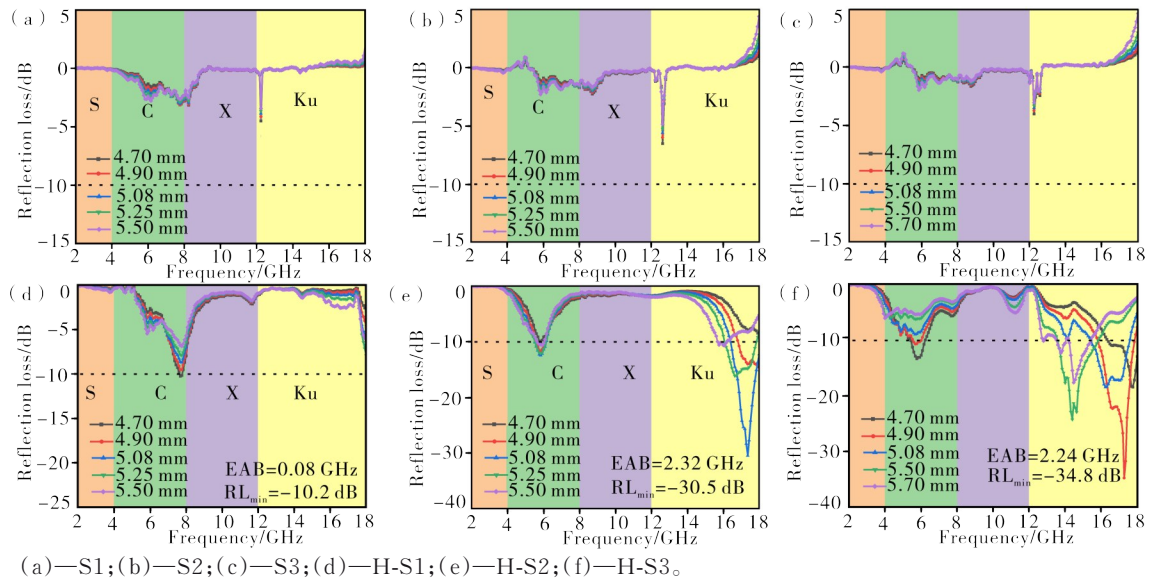 (a)
5
0
−5
−10
−15
Reflection loss/dB
S
C
X
Ku
4.70 mm
4.90 mm
5.08 mm
5.25 mm
5.50 mm
2 4 6 8 10 12 14 16 18
Frequency/GHz
(b)
5
0
−5
−10
−15
Reflection loss/dB
S
C
X
Ku
4.70 mm
4.90 mm
5.08 mm
5.25 mm
5.50 mm
2 4 6 8 10 12 14 16 18
Frequency/GHz
(c)
5
0
−5
−10
−15
Reflection loss/dB
4.70 mm
4.90 mm
5.08 mm
5.50 mm
5.70 mm
2 4 6 8 10 12 14 16 18
Frequency/GHz
(d)
0
−5
−10
−15
−20
−25
Reflection loss/dB
S
C
X
Ku
4.70 mm
4.90 mm
5.08 mm
5.25 mm
5.50 mm
EAB=0.08 GHz
RLmin=−10.2 dB
2 4 6 8 10 12 14 16 18
Frequency/GHz
(e)
0
−10
−20
−30
−40
Reflection loss/dB
S
C
X
Ku
4.70 mm
4.90 mm
5.08 mm
5.25 mm
5.50 mm
EAB=2.32 GHz
RLmin=−30.5 dB
2 4 6 8 10 12 14 16 18
Frequency/GHz
(f)
0
−10
−20
−30
−40
Reflection loss/dB
4.70 mm
4.90 mm
5.08 mm
5.50 mm
5.70 mm
EAB=2.24 GHz
RLmin=−34.8 dB
2 4 6 8 10 12 14 16 18
Frequency/GHz
(a)—S1;(b)—S2;(c)—S3;(d)—H-S1;(e)—H-S2;(f)—H-S3。